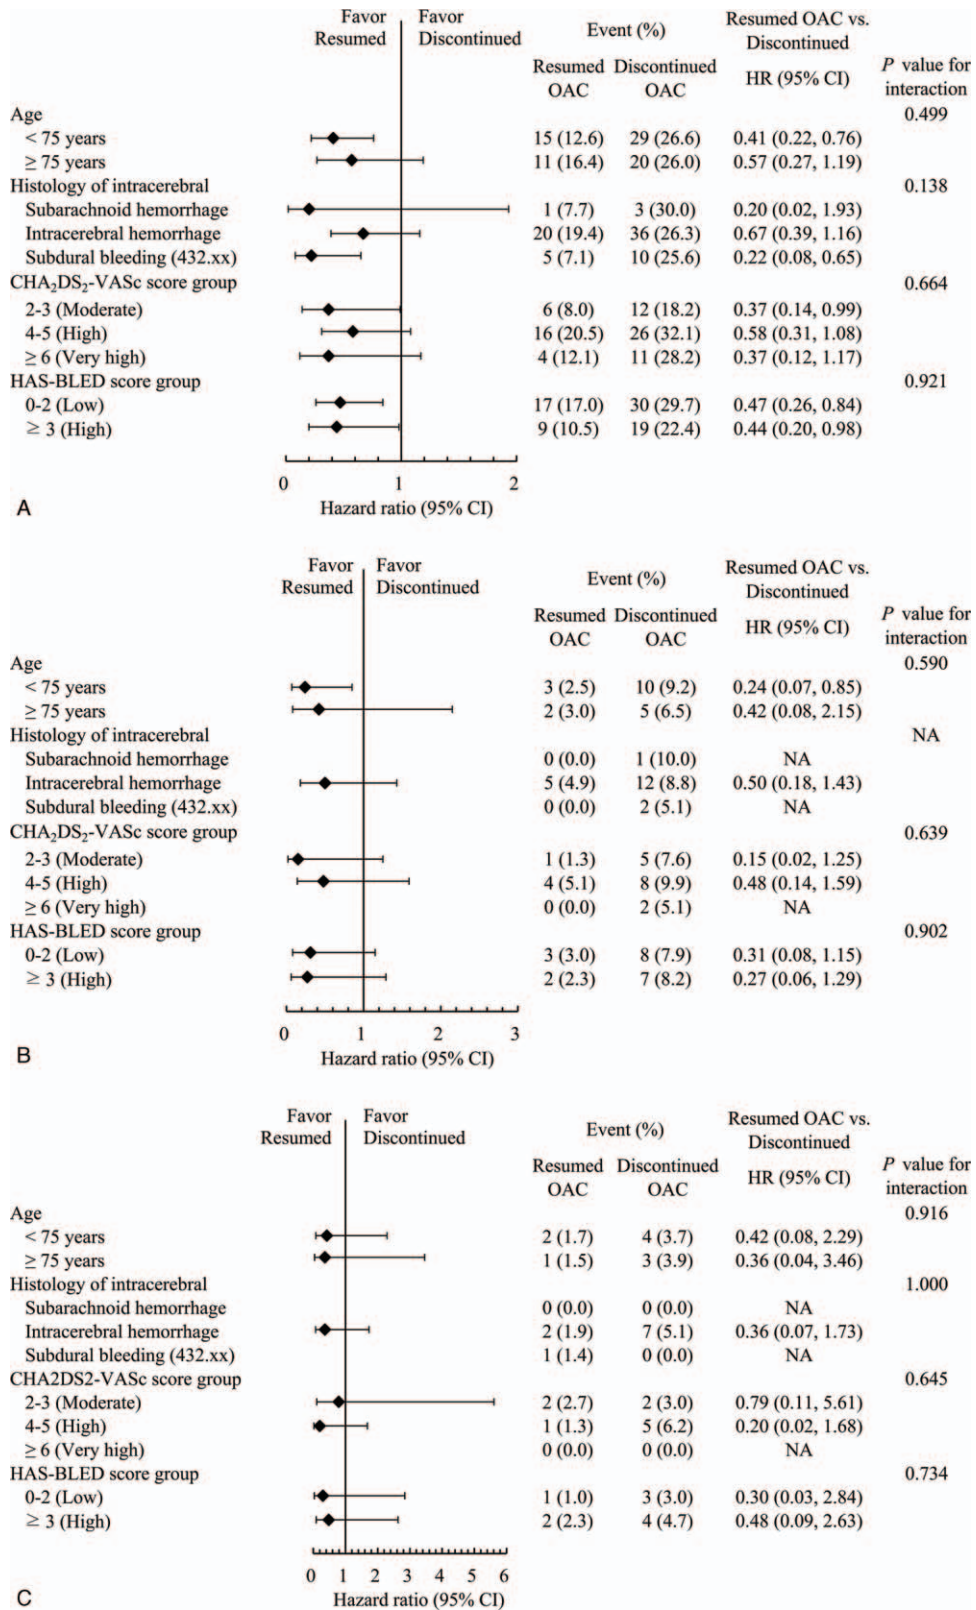 Favor Favor
Resumed Discontinued
Event (%)
Resumed OAC vs.
Discontinued
Resumed OAC Discontinued OAC
HR (95% CI)
P value for interaction
Age 0.499
< 75 years 15 (12.6) 29 (26.6) 0.41 (0.22, 0.76)
≥ 75 years 11 (16.4) 20 (26.0) 0.57 (0.27, 1.19)
Histology of intracerebral 0.138
Subarachnoid hemorrhage 1 (7.7) 3 (30.0) 0.20 (0.02, 1.93)
Intracerebral hemorrhage 20 (19.4) 36 (26.3) 0.67 (0.39, 1.16)
Subdural bleeding (432.xx) 5 (7.1) 10 (25.6) 0.22 (0.08, 0.65)
CHA₂DS₂-VASc score group 0.664
2-3 (Moderate) 6 (8.0) 12 (18.2) 0.37 (0.14, 0.99)
4-5 (High) 16 (20.5) 26 (32.1) 0.58 (0.31, 1.08)
≥ 6 (Very high) 4 (12.1) 11 (28.2) 0.37 (0.12, 1.17)
HAS-BLED score group 0.921
0-2 (Low) 17 (17.0) 30 (29.7) 0.47 (0.26, 0.84)
≥ 3 (High) 9 (10.5) 19 (22.4) 0.44 (0.20, 0.98)
0 1 2
A Hazard ratio (95% CI)
Favor Favor
Resumed Discontinued
Event (%)
Resumed OAC vs.
Discontinued
Resumed OAC Discontinued OAC
HR (95% CI)
P value for interaction
Age 0.590
< 75 years 3 (2.5) 10 (9.2) 0.24 (0.07, 0.85)
≥ 75 years 2 (3.0) 5 (6.5) 0.42 (0.08, 2.15)
Histology of intracerebral NA
Subarachnoid hemorrhage 0 (0.0) 1 (10.0) NA
Intracerebral hemorrhage 5 (4.9) 12 (8.8) 0.50 (0.18, 1.43)
Subdural bleeding (432.xx) 0 (0.0) 2 (5.1) NA
CHA₂DS₂-VASc score group 0.639
2-3 (Moderate) 1 (1.3) 5 (7.6) 0.15 (0.02, 1.25)
4-5 (High) 4 (5.1) 8 (9.9) 0.48 (0.14, 1.59)
≥ 6 (Very high) 0 (0.0) 2 (5.1) NA
HAS-BLED score group 0.902
0-2 (Low) 3 (3.0) 8 (7.9) 0.31 (0.08, 1.15)
≥ 3 (High) 2 (2.3) 7 (8.2) 0.27 (0.06, 1.29)
0 1 2 3
B Hazard ratio (95% CI)
Favor Favor
Resumed Discontinued
Event (%)
Resumed OAC vs.
Discontinued
Resumed OAC Discontinued OAC
HR (95% CI)
P value for interaction
Age 0.916
< 75 years 2 (1.7) 4 (3.7) 0.42 (0.08, 2.29)
≥ 75 years 1 (1.5) 3 (3.9) 0.36 (0.04, 3.46)
Histology of intracerebral 1.000
Subarachnoid hemorrhage 0 (0.0) 0 (0.0) NA
Intracerebral hemorrhage 2 (1.9) 7 (5.1) 0.36 (0.07, 1.73)
Subdural bleeding (432.xx) 1 (1.4) 0 (0.0) NA
CHA2DS2-VASc score group 0.645
2-3 (Moderate) 2 (2.7) 2 (3.0) 0.79 (0.11, 5.61)
4-5 (High) 1 (1.3) 5 (6.2) 0.20 (0.02, 1.68)
≥ 6 (Very high) 0 (0.0) 0 (0.0) NA
HAS-BLED score group 0.734
0-2 (Low) 1 (1.0) 3 (3.0) 0.30 (0.03, 2.84)
≥ 3 (High) 2 (2.3) 4 (4.7) 0.48 (0.09, 2.63)
0 1 2 3 4 5 6
C Hazard ratio (95% CI)